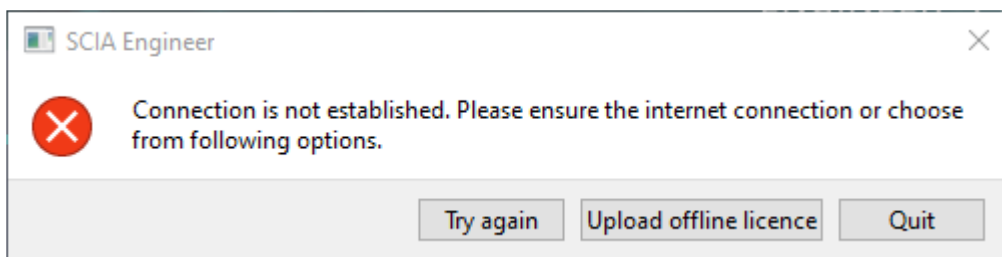 SCIA Engineer
Connection is not established. Please ensure the internet connection or choose
from following options.
Try again
Upload offline licence
Quit